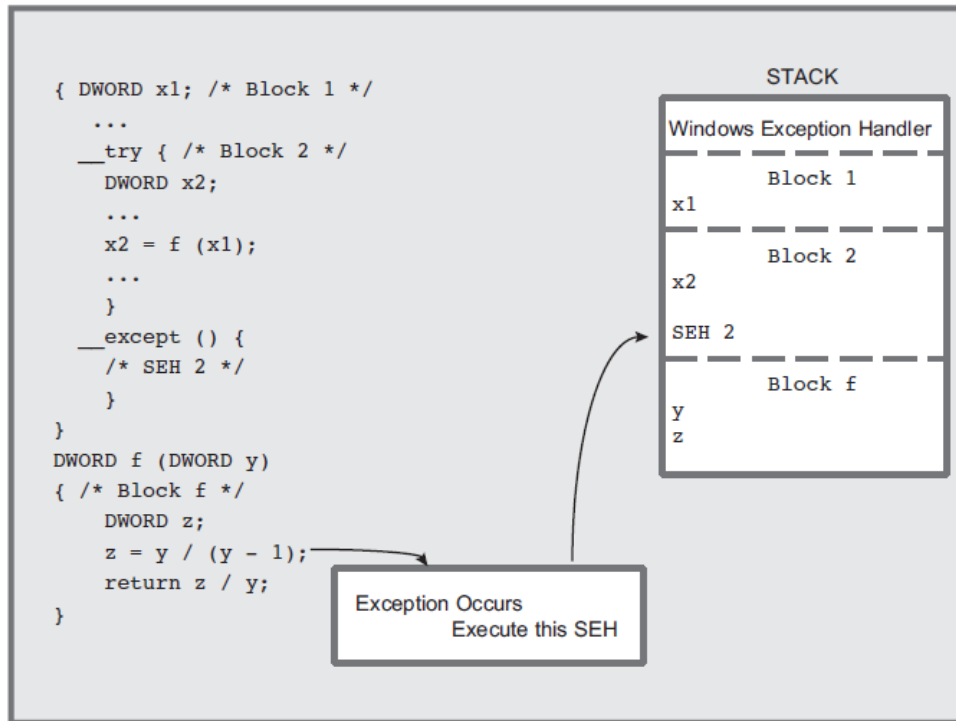 { DWORD x1; /* Block 1 */
...
__try { /* Block 2 */
DWORD x2;
...
x2 = f (x1);
...
}
__except () {
/* SEH 2 */
}
}
DWORD f (DWORD y)
{ /* Block f */
DWORD z;
z = y / (y - 1);
return z / y;
}
Exception Occurs
Execute this SEH
STACK
Windows Exception Handler
Block 1
x1
Block 2
x2
SEH 2
Block f
y
z